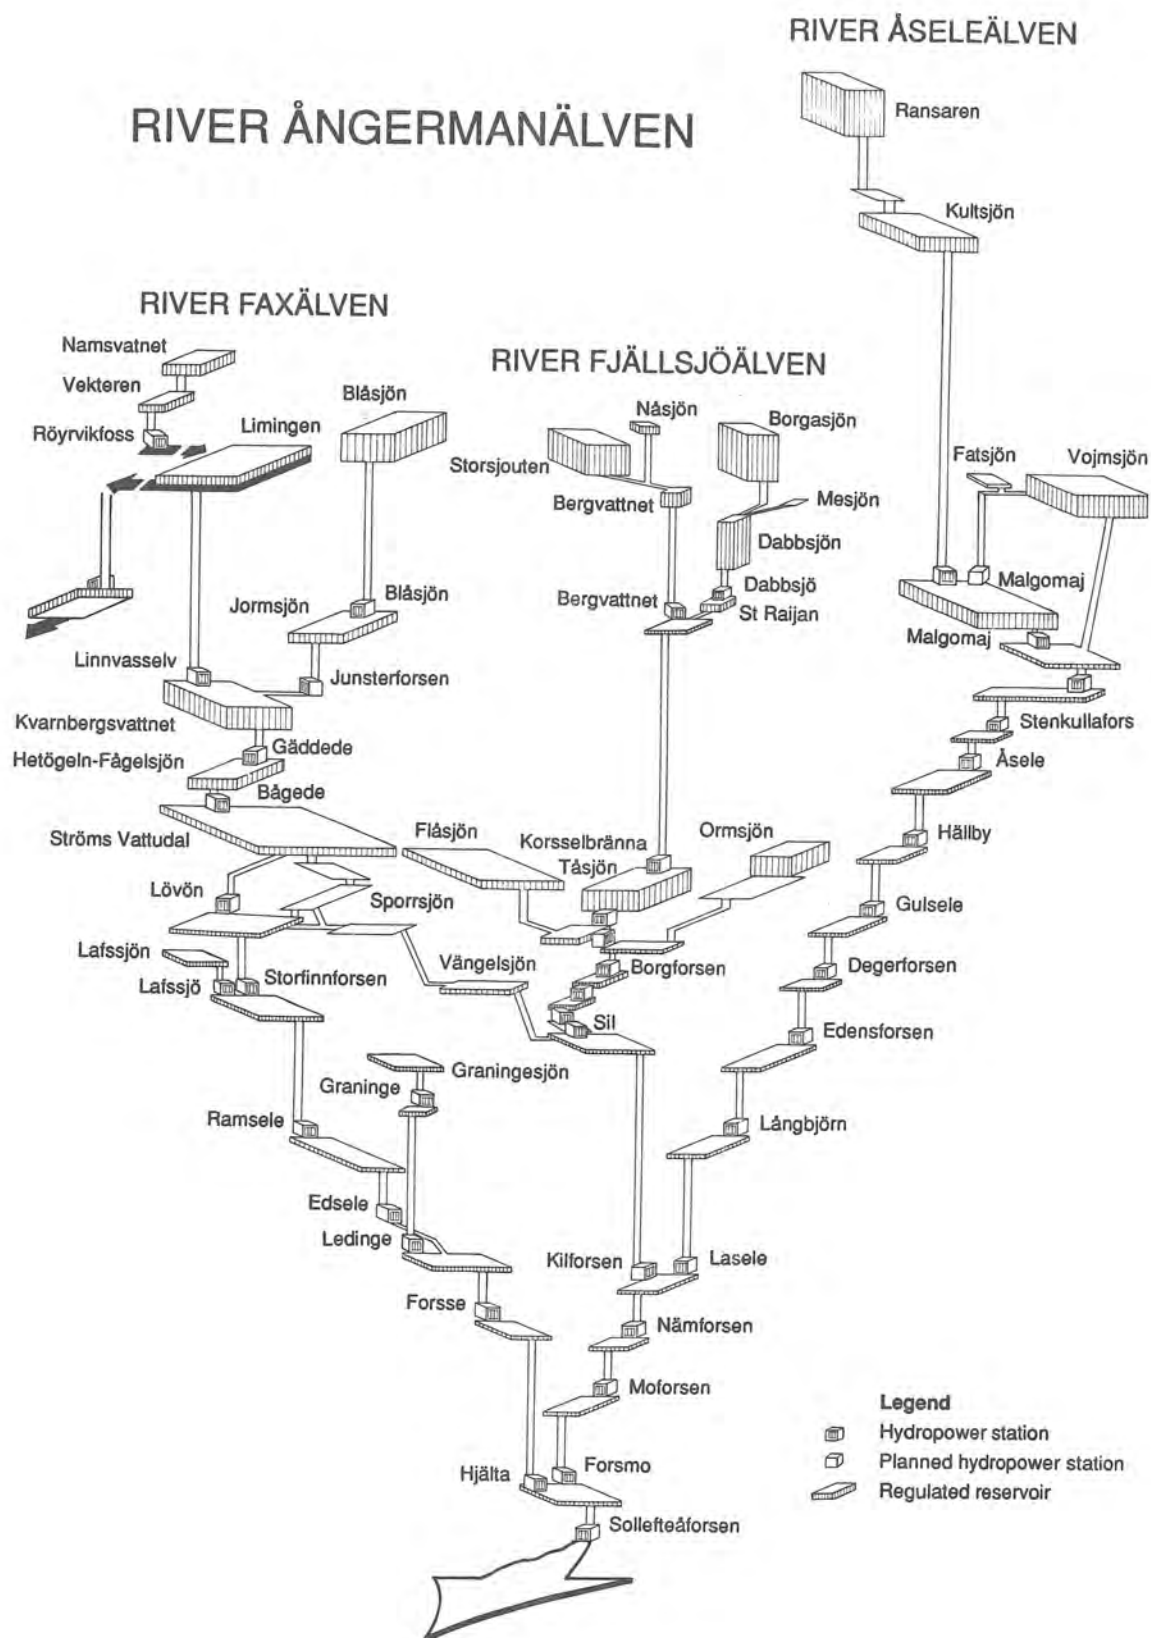 RIVER ÅSELEÄLVEN
Ransaren
RIVER ÅNGERMANÄLVEN
Kultsjön
RIVER FAXÄLVEN
Namsvatnet
RIVER FJÄLLSJÖÄLVEN
Vekteren
Blåsjön
Nåsjön
Borgasjön
Röyrvikfoss
Limingen
Storsjouten
Fatsjön
Vojmsjön
Bergvattnet
Mesjön
Dabbsjön
Jormsjön
Blåsjön
Bergvattnet
Dabbsjö
St Raijan
Malgomaj
Malgomaj
Linnvasselv
Junsterforsen
Kvarnbergsvattnet
Stenkullafors
Gäddede
Hetögeln-Fågelsjön
Åsele
Bågede
Ströms Vattudal
Flåsjön
Korsselbränna
Ormsjön
Hällby
Tåsjön
Lövön
Sporrsjön
Gulsele
Lafssjön
Vängelsjön
Borgforsen
Degerforsen
Lafssjö
Storfinnforsen
Sil
Edensforsen
Graningesjön
Graninge
Ramsele
Långbjörn
Edsele
Ledinge
Kilforsen
Lasele
Forsse
Nämforsen
Moforsen
Legend
Hydropower station
Planned hydropower station
Regulated reservoir
Hjälta
Forsmo
Sollefteåforsen